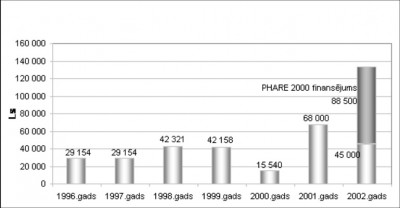 160 000
140 000
120 000
100 000
80 000
60 000
40 000
20 000
0
Ls
29 154
29 154
42 321
42 158
15 540
68 000
PHARE 2000 finansējums
88 500
45 000
1996.gads
1997.gads
1998.gads
1999.gads
2000.gads
2001.gads
2002.gads